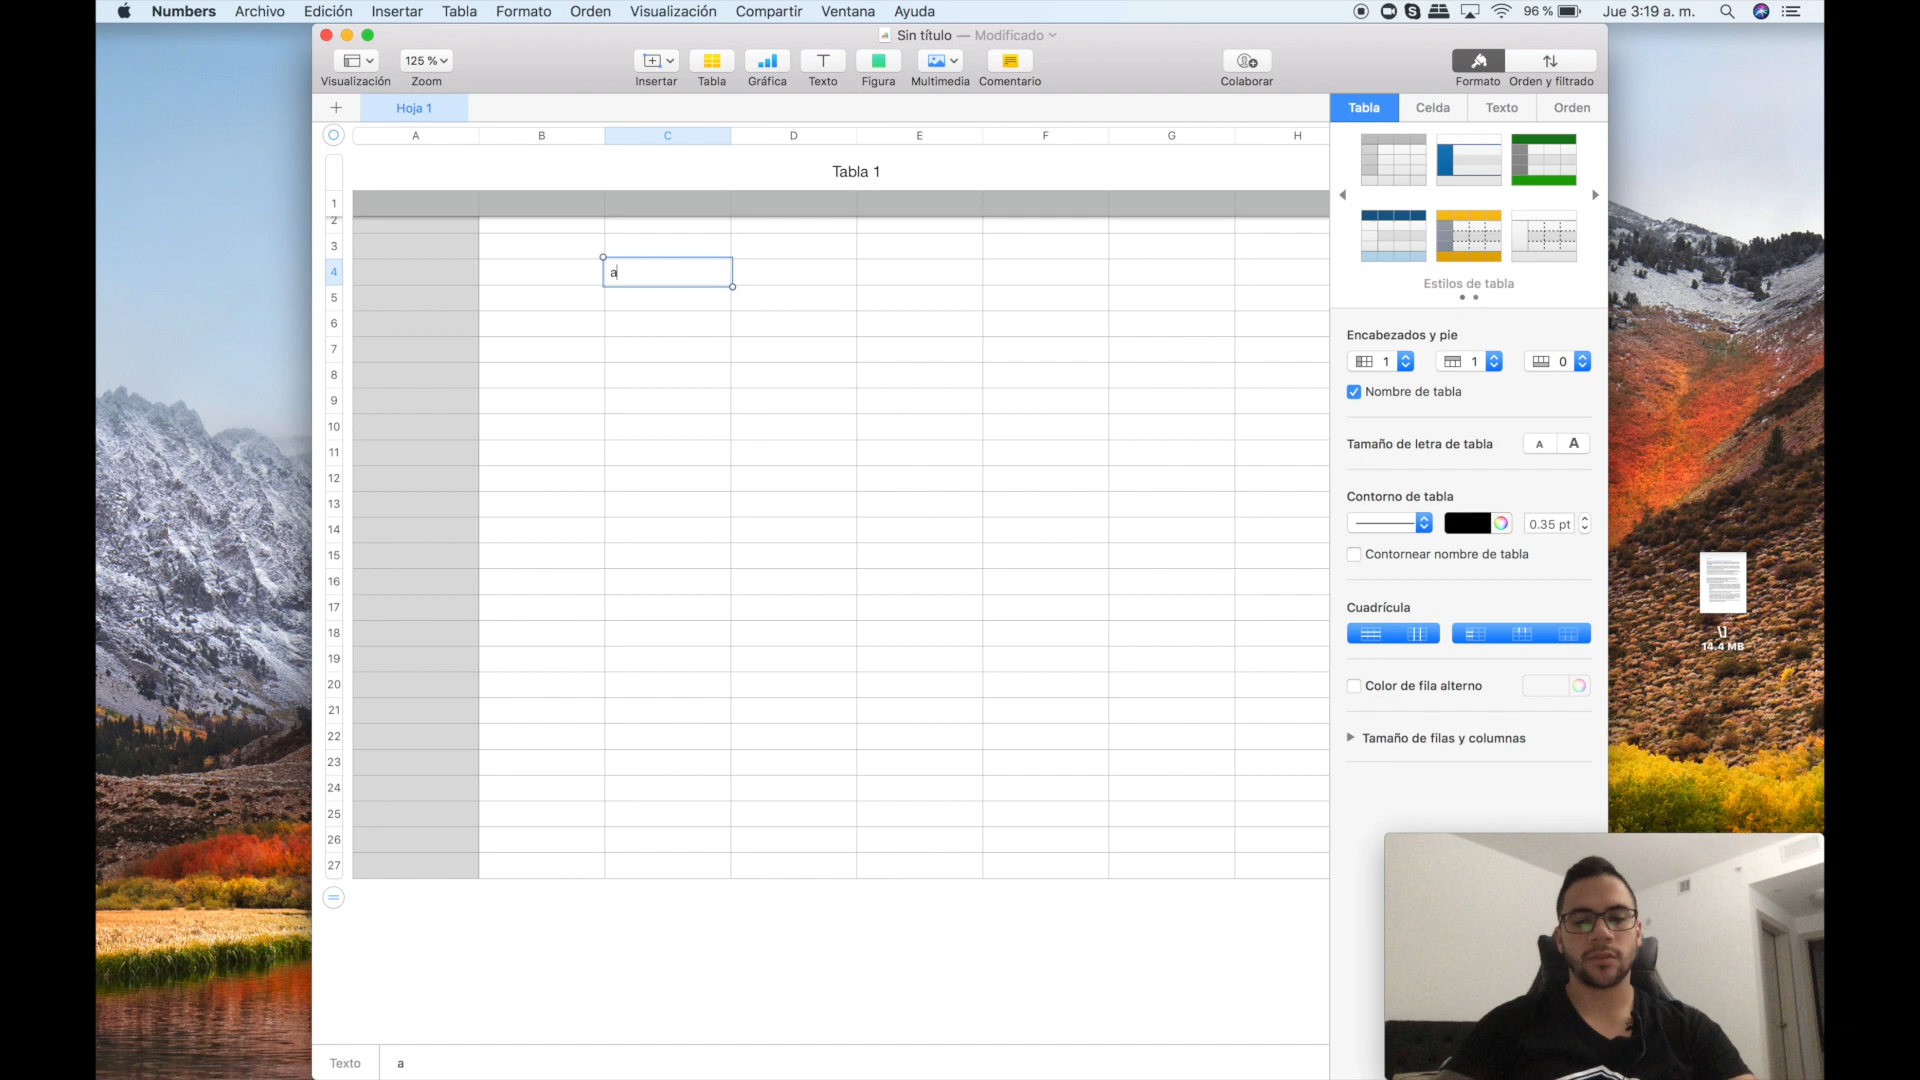 Numbers Archivo Edición Insertar Tabla Formato Orden Visualización Compartir Ventana Ayuda 96 % Jue 3:19 a. m.
Sin título — Modificado
125 %
Visualización Zoom Insertar Tabla Gráfica Texto Figura Multimedia Comentario Colaborar Formato Orden y filtrado
Hoja 1
Tabla Celda Texto Orden
A B C D E F G H
Tabla 1
1
2
3
4 a
5
6
7
8
9
10
11
12
13
14
15
16
17
18
19
20
21
22
23
24
25
26
27
Estilos de tabla
Encabezados y pie
1 1 0
Nombre de tabla
Tamaño de letra de tabla A A
Contorno de tabla
0.35 pt
Contornear nombre de tabla
Cuadrícula
Color de fila alterno
Tamaño de filas y columnas
14.4 MB
Texto a